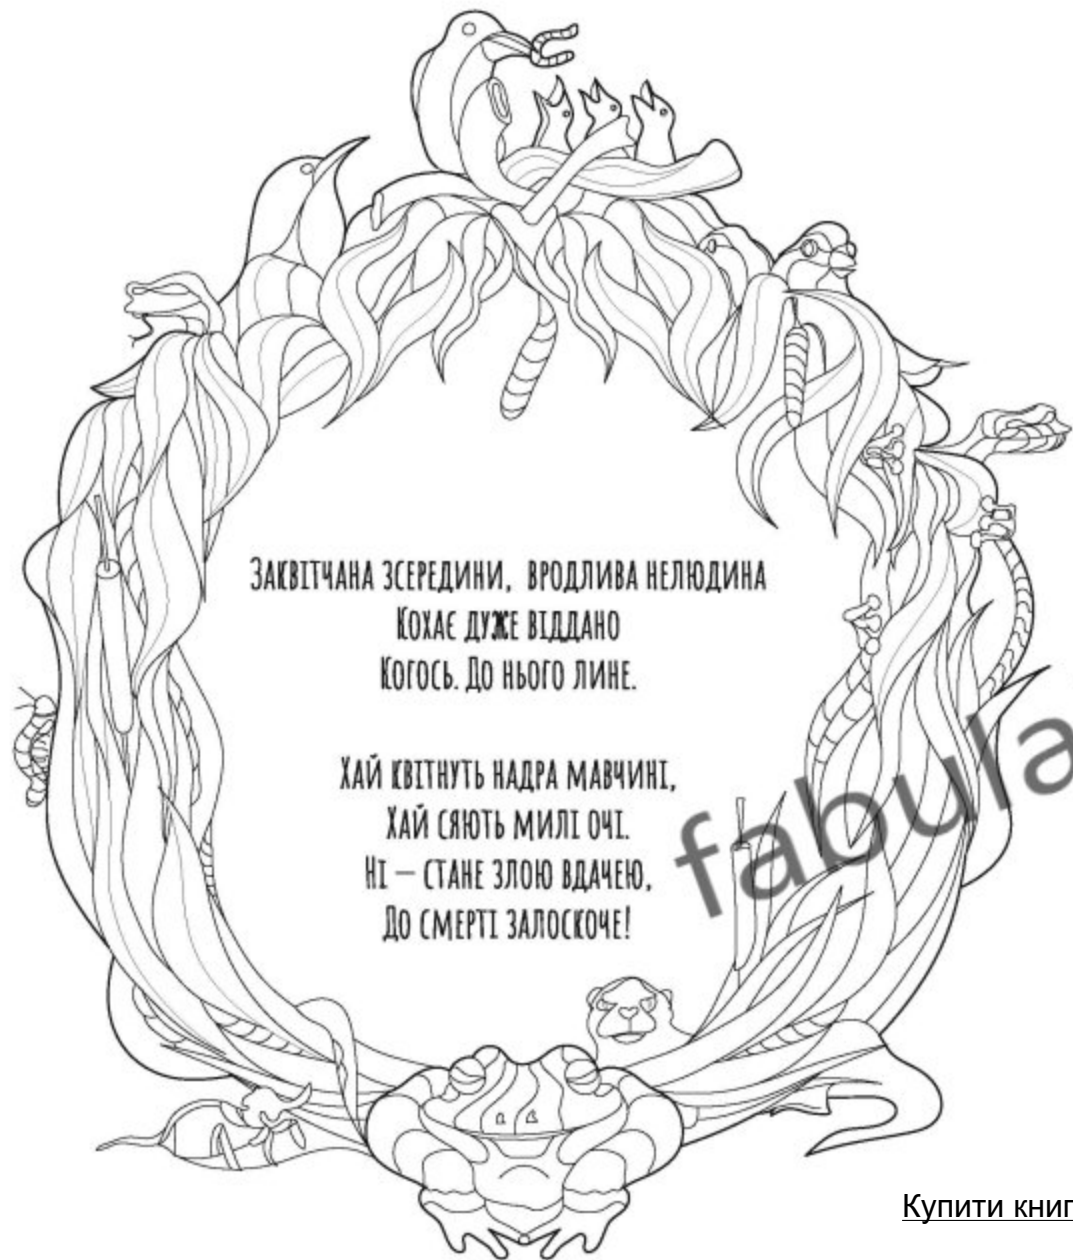 Заквітчана зсередини, вродлива нелюдина
Кохає дуже віддано
Когось. До нього лине.
Хай квітнуть надра мавчині,
Хай сяють милі очі.
Ні – стане злою вдачею,
До смерті залоскоче!
fabula
Купити